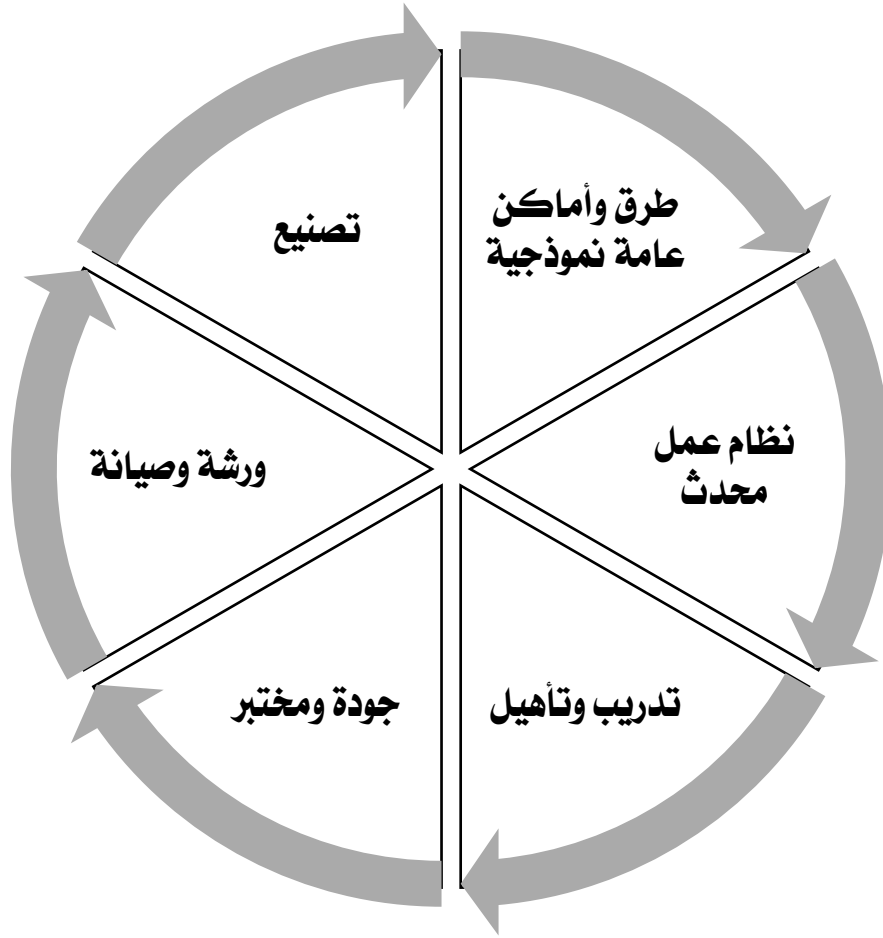 طرق وأماكن
عامة نموذجية
نظام عمل
محدث
تدريب وتأهيل
جودة ومختبر
ورشة وصيانة
تصنيع